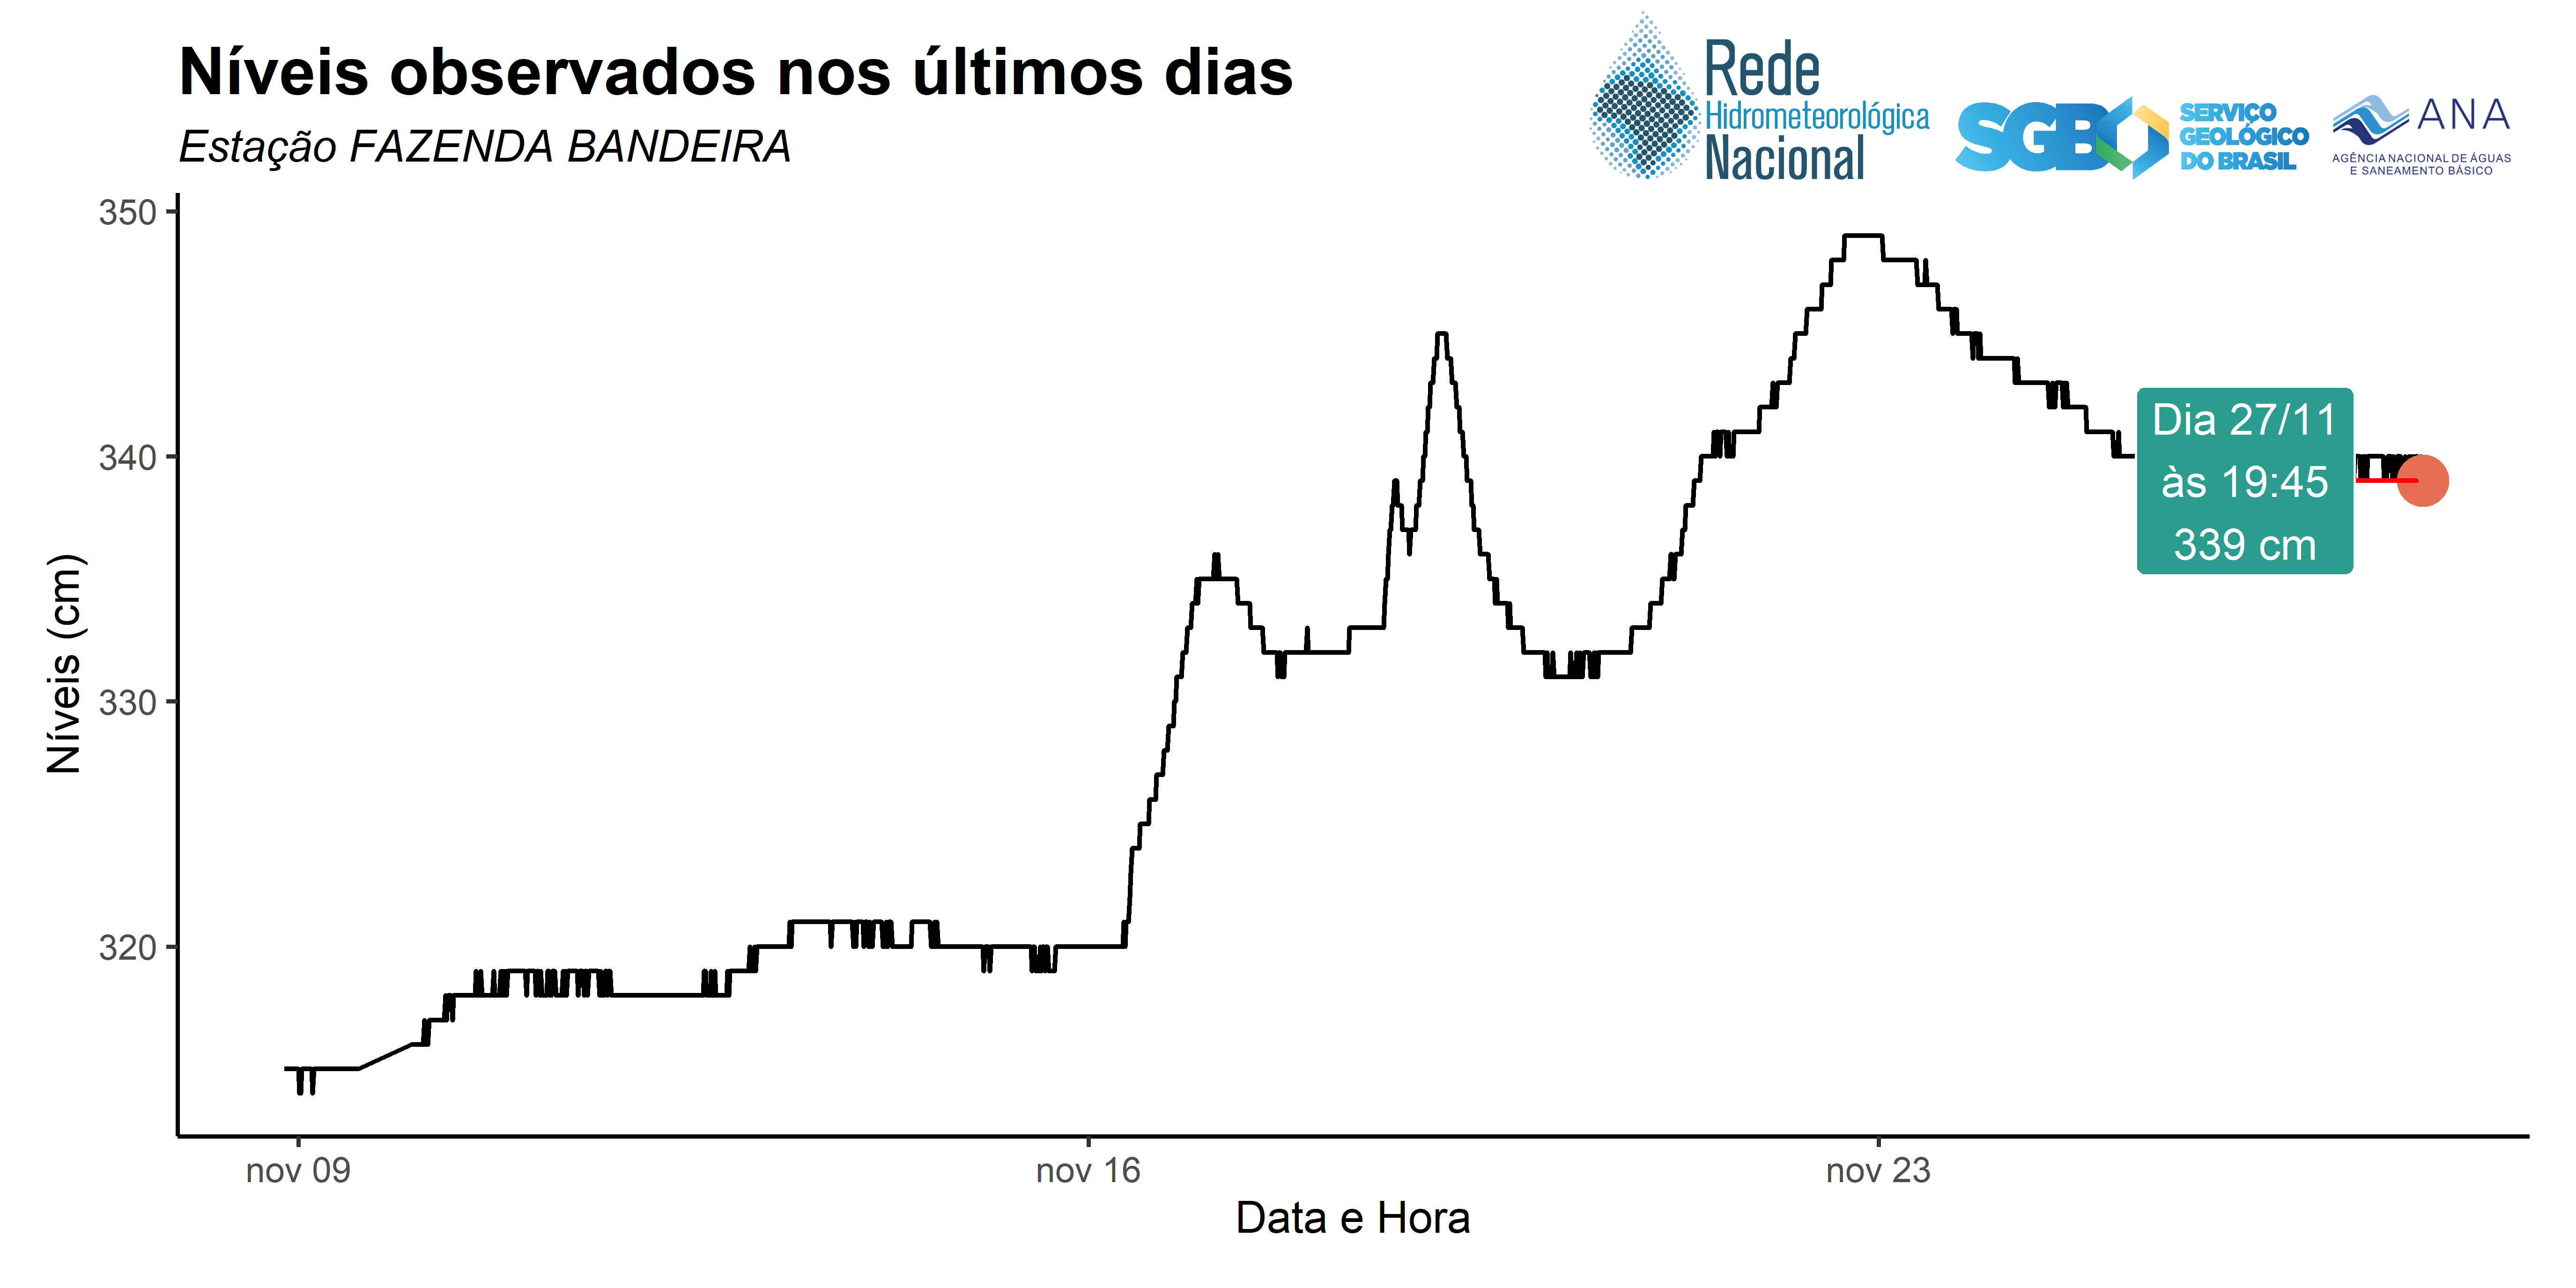 Níveis observados nos últimos dias
Estação FAZENDA BANDEIRA
Rede
Hidrometeorológica
Nacional
SGB
SERVIÇO
GEOLÓGICO
DO BRASIL
ANA
AGÊNCIA NACIONAL DE ÁGUAS
E SANEAMENTO BÁSICO
350
340
330
320
Níveis (cm)
Dia 27/11
às 19:45
339 cm
nov 09
nov 16
nov 23
Data e Hora